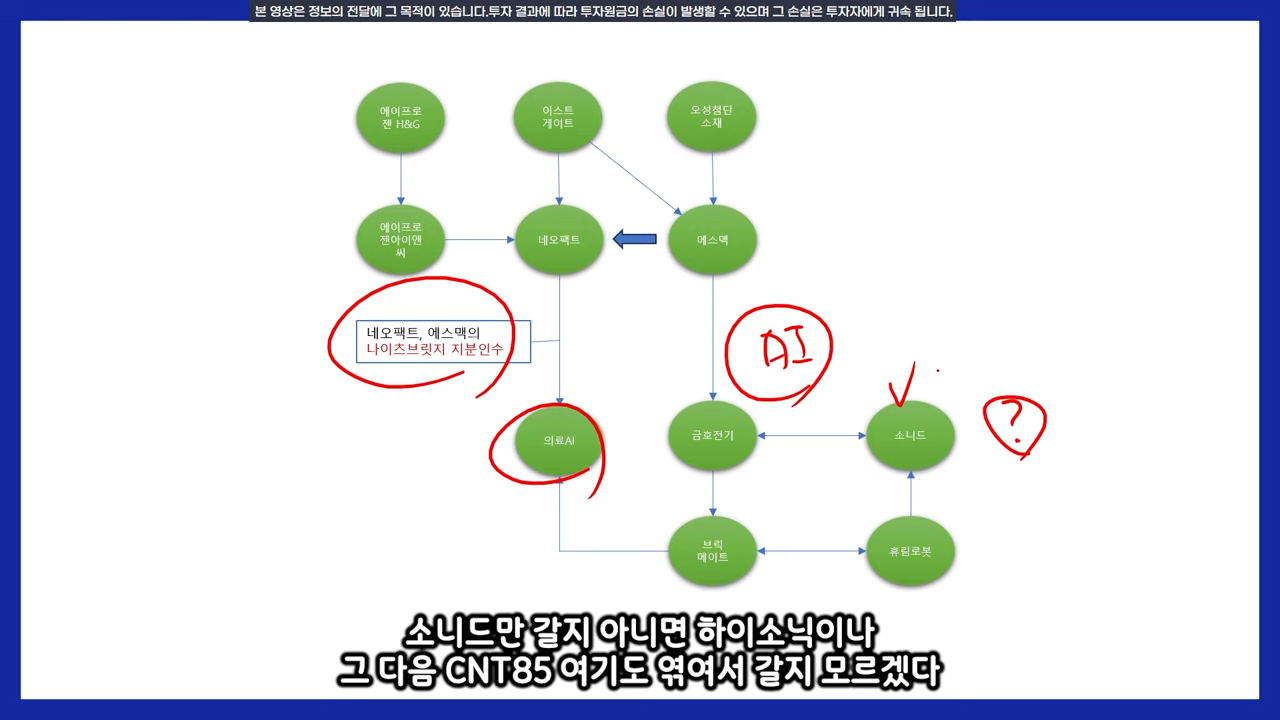 본 영상은 정보의 전달에 그 목적이 있습니다.투자 결과에 따라 투자원금의 손실이 발생할 수 있으며 그 손실은 투자자에게 귀속 됩니다.
에이프로
젠 H&G
이스트
게이트
오성첨단
소재
에이프로
젠아이앤
씨
네오팩트
에스맥
네오팩트, 에스맥의
나이츠브릿지 지분인수
AI
의료AI
금호전기
소니드
?
브릭
메이트
휴림로봇
소니드만 갈지 아니면 하이소닉이나
그 다음 CNT85 여기도 엮여서 갈지 모르겠다